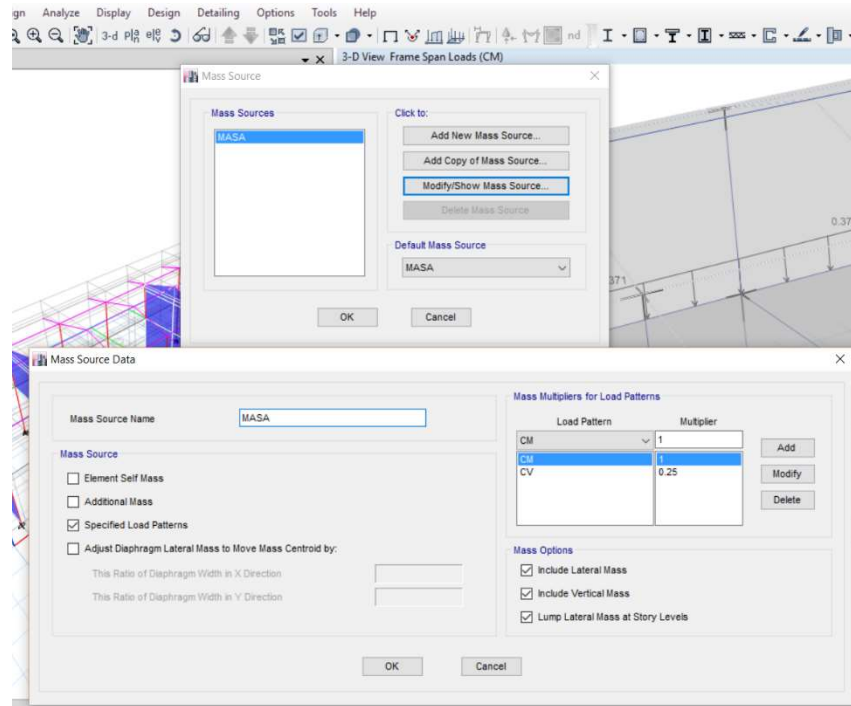 gn Analyze Display Design Detailing Options Tools Help
3-d plå elé nd
3-D View Frame Span Loads (CM)
Mass Source
Mass Sources
MASA
Click to:
Add New Mass Source...
Add Copy of Mass Source...
Modify/Show Mass Source...
Delete Mass Source
Default Mass Source
MASA
OK Cancel
0.37
371
Mass Source Data
Mass Source Name MASA
Mass Source
Element Self Mass
Additional Mass
Specified Load Patterns
Adjust Diaphragm Lateral Mass to Move Mass Centroid by:
This Ratio of Diaphragm Width in X Direction
This Ratio of Diaphragm Width in Y Direction
Mass Multipliers for Load Patterns
Load Pattern Multiplier
CM 1
CM 1
CV 0.25
Add
Modify
Delete
Mass Options
Include Lateral Mass
Include Vertical Mass
Lump Lateral Mass at Story Levels
OK Cancel